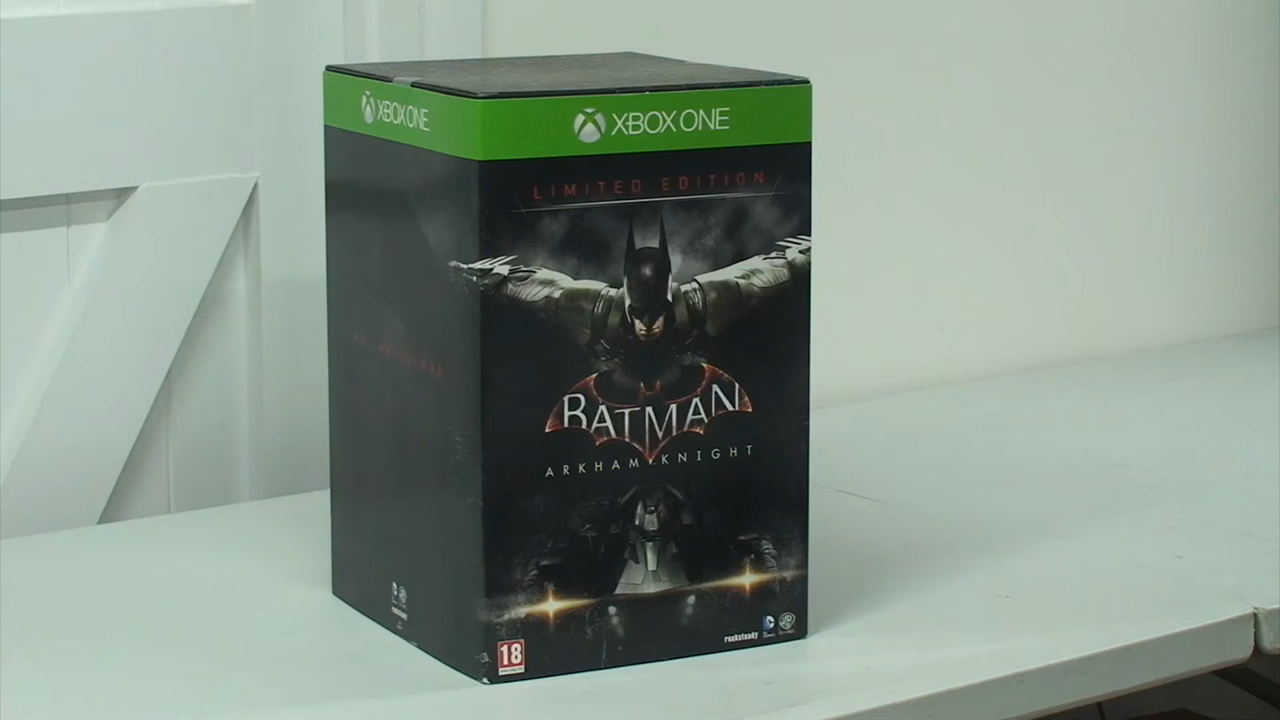 XBOX ONE
XBOX ONE
LIMITED EDITION
BATMAN
ARKHAM KNIGHT
rocksteady
18